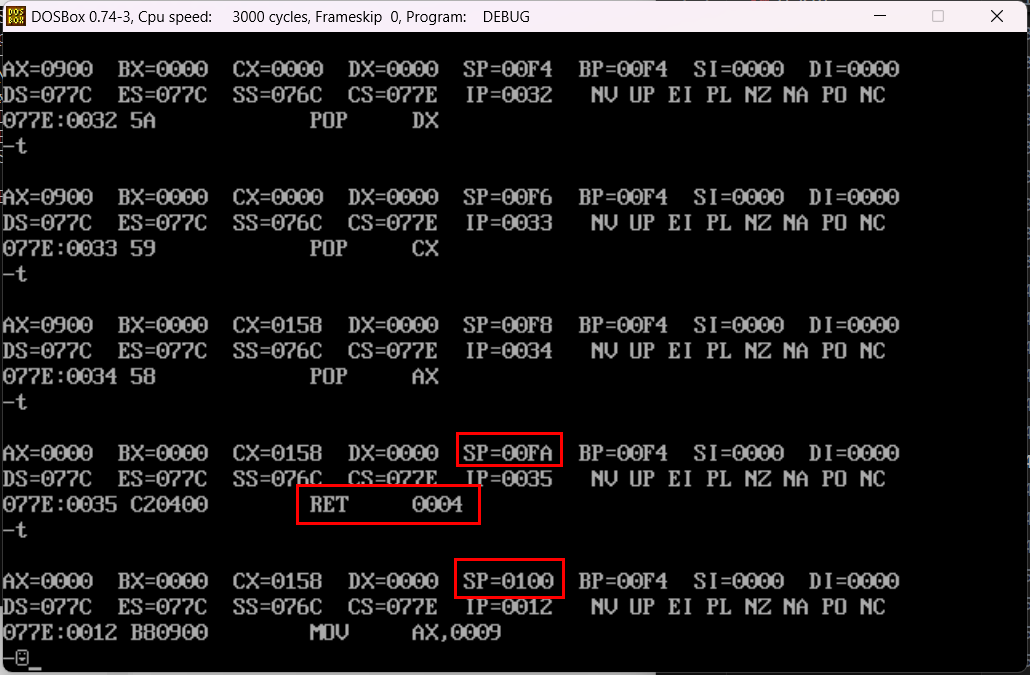 DOS BOX DOSBox 0.74-3, Cpu speed: 3000 cycles, Frameskip 0, Program: DEBUG
AX=0900 BX=0000 CX=0000 DX=0000 SP=00F4 BP=00F4 SI=0000 DI=0000
DS=077C ES=077C SS=076C CS=077E IP=0032 NV UP EI PL NZ NA PO NC
077E:0032 5A POP DX
-t
AX=0900 BX=0000 CX=0000 DX=0000 SP=00F6 BP=00F4 SI=0000 DI=0000
DS=077C ES=077C SS=076C CS=077E IP=0033 NV UP EI PL NZ NA PO NC
077E:0033 59 POP CX
-t
AX=0900 BX=0000 CX=0158 DX=0000 SP=00F8 BP=00F4 SI=0000 DI=0000
DS=077C ES=077C SS=076C CS=077E IP=0034 NV UP EI PL NZ NA PO NC
077E:0034 58 POP AX
-t
AX=0000 BX=0000 CX=0158 DX=0000 SP=00FA BP=00F4 SI=0000 DI=0000
DS=077C ES=077C SS=076C CS=077E IP=0035 NV UP EI PL NZ NA PO NC
077E:0035 C20400 RET 0004
-t
AX=0000 BX=0000 CX=0158 DX=0000 SP=0100 BP=00F4 SI=0000 DI=0000
DS=077C ES=077C SS=076C CS=077E IP=0012 NV UP EI PL NZ NA PO NC
077E:0012 B80900 MOV AX,0009
-☺_